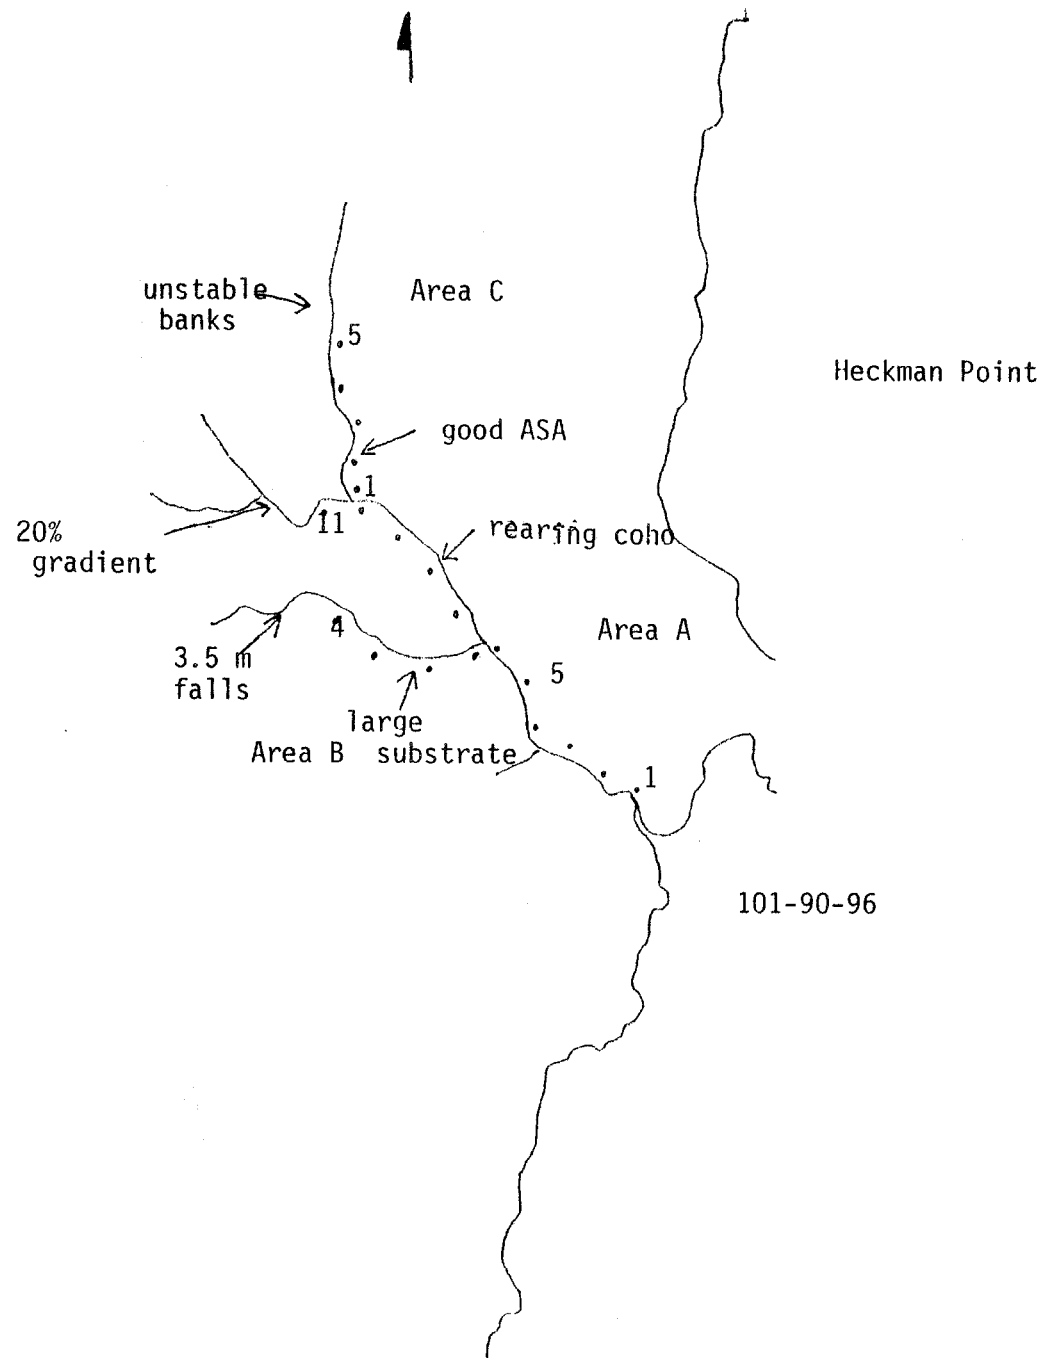 unstable
banks
Area C
5
Heckman Point
good ASA
1
11
rearing coho
20%
gradient
4
Area A
3.5 m
falls
5
large
Area B substrate
1
101-90-96